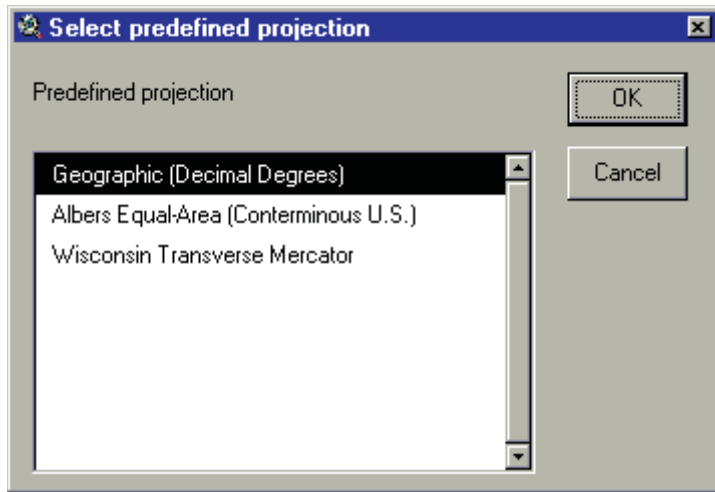 Select predefined projection
Predefined projection
OK
Cancel
Geographic (Decimal Degrees)
Albers Equal-Area (Conterminous U.S.)
Wisconsin Transverse Mercator